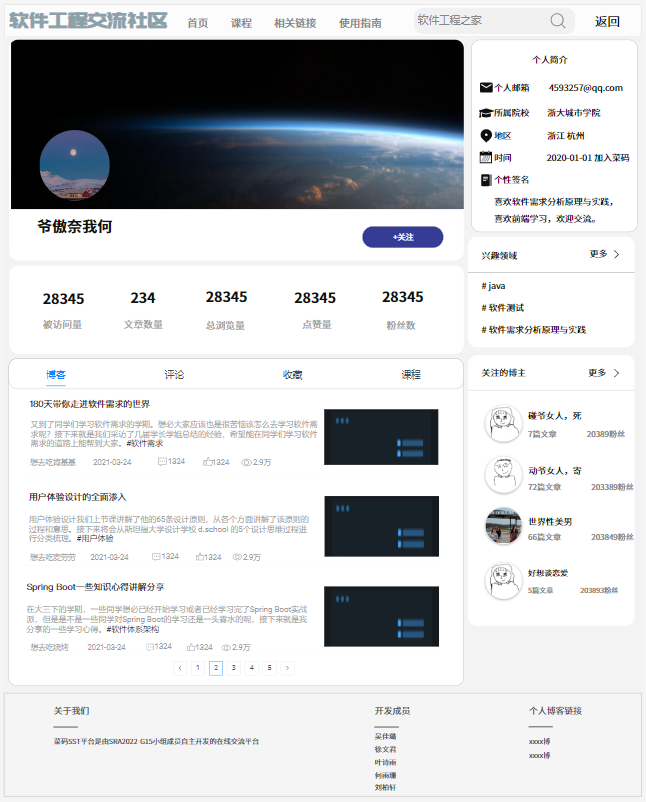 软件工程交流社区
首页
课程
相关链接
使用指南
软件工程之家
返回
爷傲奈我何
+关注
28345
234
28345
28345
28345
被访问量
文章数量
总浏览量
点赞量
粉丝数
博客
评论
收藏
课程
180天带你走进软件需求的世界
又到了同学们学习软件需求的学期。想必大家应该也是很苦恼该怎么去学习软件需
求呢？接下来就是我们采访了几届学长学姐总结的经验，希望能在同学们学习软件
需求的道路上能帮到大家。#软件需求
想去吃肯基基
2021-03-24
1324
1324
2.9万
用户体验设计的全面渗入
用户体验设计我们上节课讲解了他的65条设计原则，从各个方面讲解了该原则的
过程和意思。接下来将会从斯坦福大学设计学校 d.school 的5个设计思维过程进
行分类梳理。#用户体验
想去吃麦劳劳
2021-03-24
1324
1324
2.9万
Spring Boot一些知识心得讲解分享
在大三下的学期，一些同学想必已经开始学习或者已经学习完了Spring Boot实战
派，但是是不是一些同学对Spring Boot的学习还是一头雾水的呢，接下来就是我
分享的一些学习心得。#软件体系架构
想去吃烧烤
2021-03-24
1324
1324
2.9万
‹ 1 2 3 4 5 ›
个人简介
个人邮箱
4593257@qq.com
所属院校
浙大城市学院
地区
浙江 杭州
时间
2020-01-01 加入菜码
个性签名
喜欢软件需求分析原理与实践，
喜欢前端学习，欢迎交流。
兴趣领域
更多
# java
# 软件测试
# 软件需求分析原理与实践
关注的博主
更多
碰爷女人，死
7篇文章
20389粉丝
动爷女人，寄
72篇文章
203389粉丝
世界性美男
66篇文章
203849粉丝
好想谈恋爱
5篇文章
203893粉丝
关于我们
菜码SST平台是由SRA2022 G15小组成员自主开发的在线交流平台
开发成员
吴佳璐
徐文君
叶诗雨
何雨珊
刘柏轩
个人博客链接
xxxx博
xxxx博